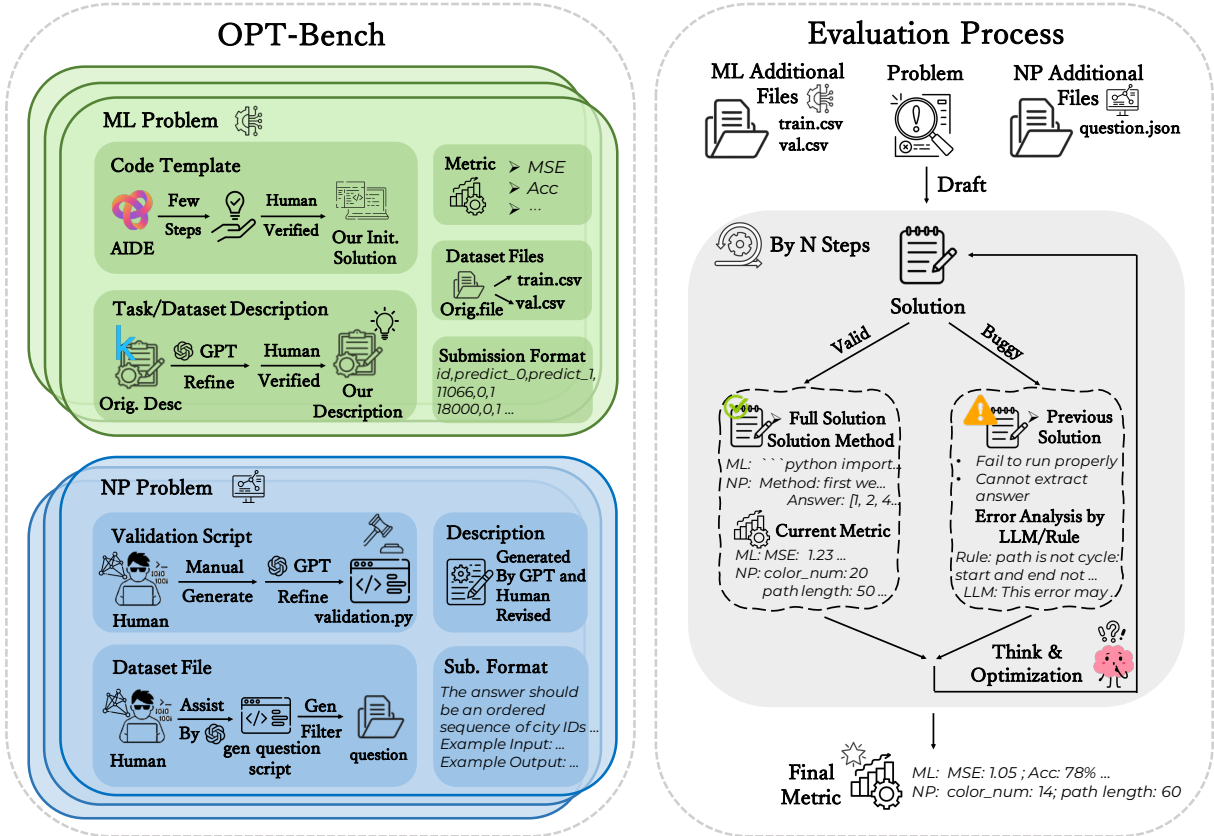 OPT-Bench
ML Problem
Code Template
AIDE
Few
Steps
Human
Verified
Our Init.
Solution
Metric
➢ MSE
➢ Acc
➢ ...
Dataset Files
Orig.file
train.csv
val.csv
Task/Dataset Description
k
Orig. Desc
GPT
Refine
Human
Verified
Our
Description
Submission Format
id,predict_0,predict_1,
11066,0,1
18000,0,1 ...
NP Problem
Validation Script
Human
Manual
Generate
GPT
Refine
validation.py
Description
Generated
By GPT and
Human
Revised
Dataset File
Human
Assist
By
gen question
script
Gen
Filter
question
Sub. Format
The answer should
be an ordered
sequence of city IDs ...
Example Input: ...
Example Output: ...
Evaluation Process
ML Additional
Files
train.csv
val.csv
Problem
NP Additional
Files
question.json
Draft
By N Steps
Solution
Valid
Buggy
➢ Full Solution
Solution Method
ML: ```python import...
NP: Method: first we...
Answer: [1, 2, 4...
Current Metric
ML: MSE: 1.23 ...
NP: color_num: 20
path length: 50 ...
➢ Previous
Solution
• Fail to run properly
• Cannot extract
answer
Error Analysis by
LLM/Rule
Rule: path is not cycle:
start and end not ...
LLM: This error may ...
Think &
Optimization
Final
Metric
ML: MSE: 1.05 ; Acc: 78% ...
NP: color_num: 14; path length: 60